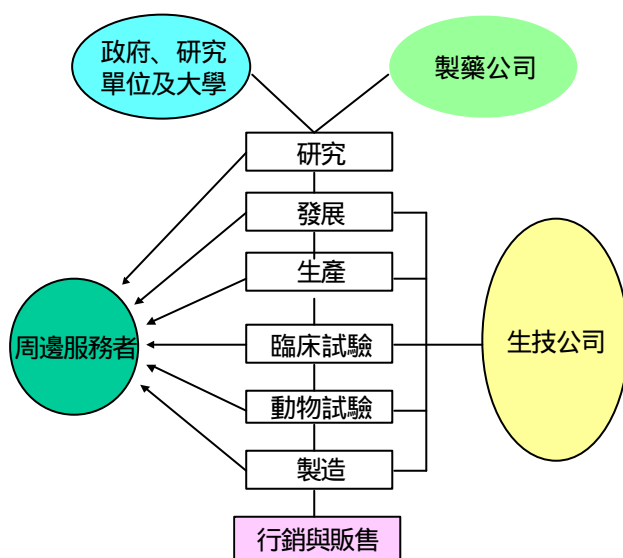 政府、研究
單位及大學
製藥公司
研究
發展
生產
周邊服務者
臨床試驗
生技公司
動物試驗
製造
行銷與販售